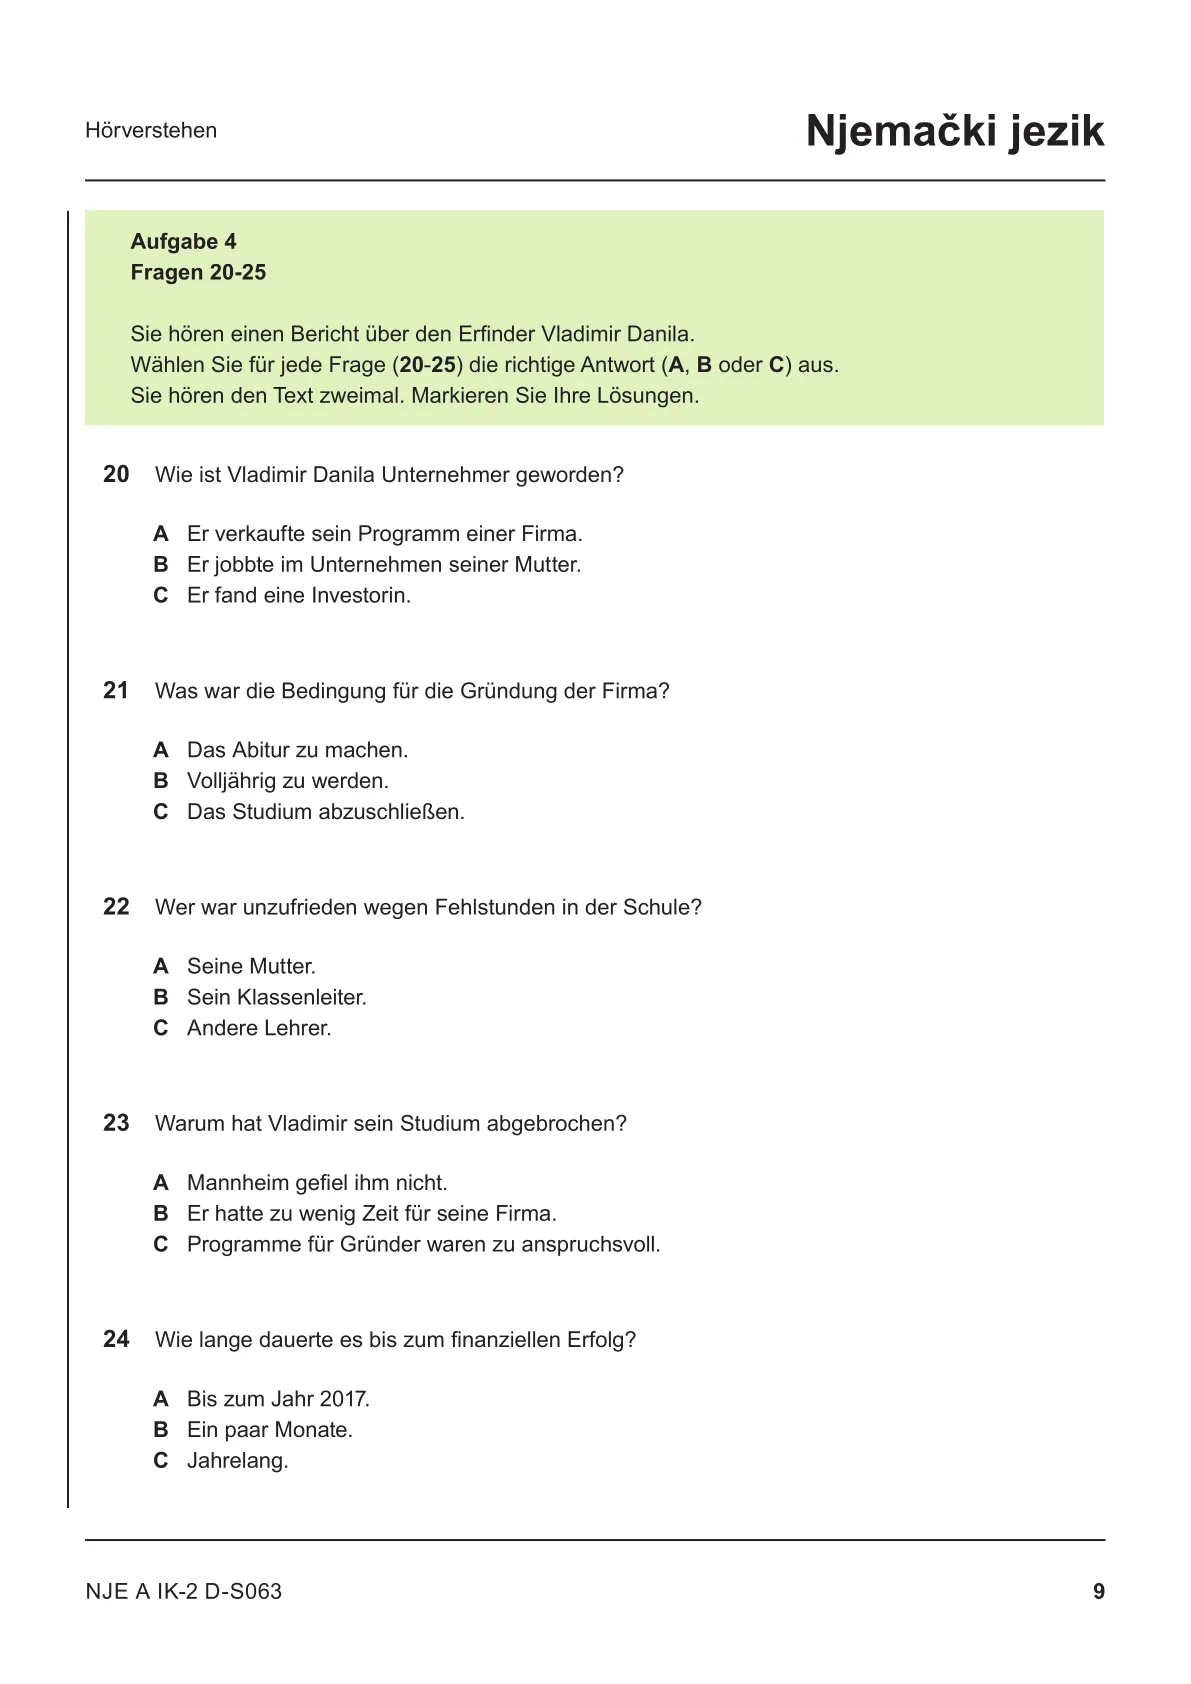 Hörverstehen
Njemački jezik
Aufgabe 4
Fragen 20-25
Sie hören einen Bericht über den Erfinder Vladimir Danila.
Wählen Sie für jede Frage (20-25) die richtige Antwort (A, B oder C) aus.
Sie hören den Text zweimal. Markieren Sie Ihre Lösungen.
20 Wie ist Vladimir Danila Unternehmer geworden?
A Er verkaufte sein Programm einer Firma.
B Er jobbte im Unternehmen seiner Mutter.
C Er fand eine Investorin.
21 Was war die Bedingung für die Gründung der Firma?
A Das Abitur zu machen.
B Volljährig zu werden.
C Das Studium abzuschließen.
22 Wer war unzufrieden wegen Fehlstunden in der Schule?
A Seine Mutter.
B Sein Klassenleiter.
C Andere Lehrer.
23 Warum hat Vladimir sein Studium abgebrochen?
A Mannheim gefiel ihm nicht.
B Er hatte zu wenig Zeit für seine Firma.
C Programme für Gründer waren zu anspruchsvoll.
24 Wie lange dauerte es bis zum finanziellen Erfolg?
A Bis zum Jahr 2017.
B Ein paar Monate.
C Jahrelang.
NJE A IK-2 D-S063
9